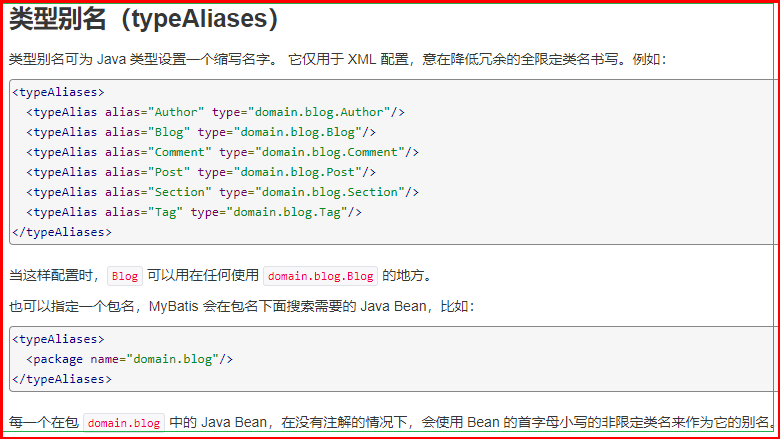 类型别名（typeAliases）
类型别名可为 Java 类型设置一个缩写名字。 它仅用于 XML 配置，意在降低冗余的全限定类名书写。例如：
<typeAliases>
  <typeAlias alias="Author" type="domain.blog.Author"/>
  <typeAlias alias="Blog" type="domain.blog.Blog"/>
  <typeAlias alias="Comment" type="domain.blog.Comment"/>
  <typeAlias alias="Post" type="domain.blog.Post"/>
  <typeAlias alias="Section" type="domain.blog.Section"/>
  <typeAlias alias="Tag" type="domain.blog.Tag"/>
</typeAliases>
当这样配置时，Blog 可以用在任何使用 domain.blog.Blog 的地方。
也可以指定一个包名，MyBatis 会在包名下面搜索需要的 Java Bean，比如：
<typeAliases>
  <package name="domain.blog"/>
</typeAliases>
每一个在包 domain.blog 中的 Java Bean，在没有注解的情况下，会使用 Bean 的首字母小写的非限定类名来作为它的别名。